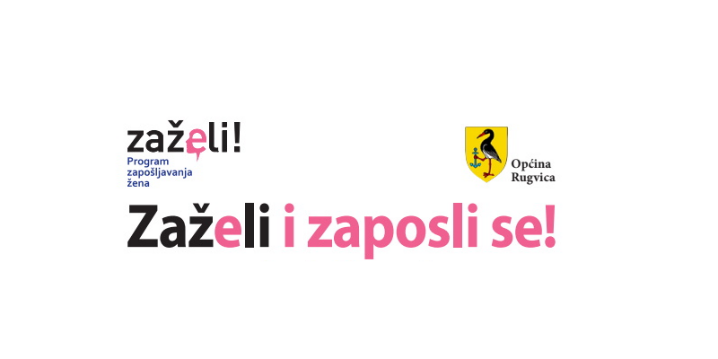 zaželi!
Program
zapošljavanja
žena
Općina
Rugvica
Zaželi i zaposli se!